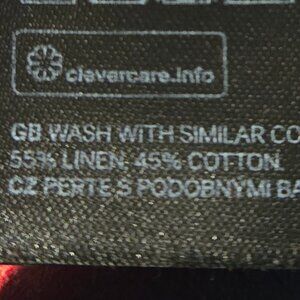 clevercare.info
GB WASH WITH SIMILAR CO
55% LINEN, 45% COTTON
CZ PERTE S PODOBNÝMI BA